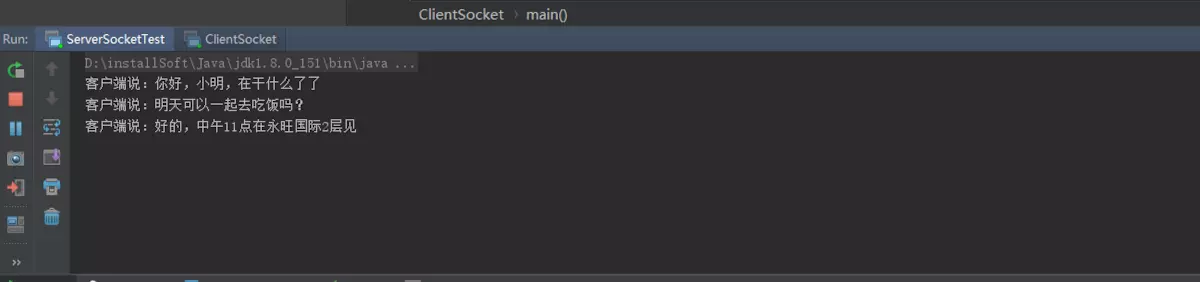 ClientSocket › main()
Run: ServerSocketTest ClientSocket
D:\installSoft\Java\jdk1.8.0_151\bin\java ...
客户端说：你好，小明，在干什么了了
客户端说：明天可以一起去吃饭吗？
客户端说：好的，中午11点在永旺国际2层见
»